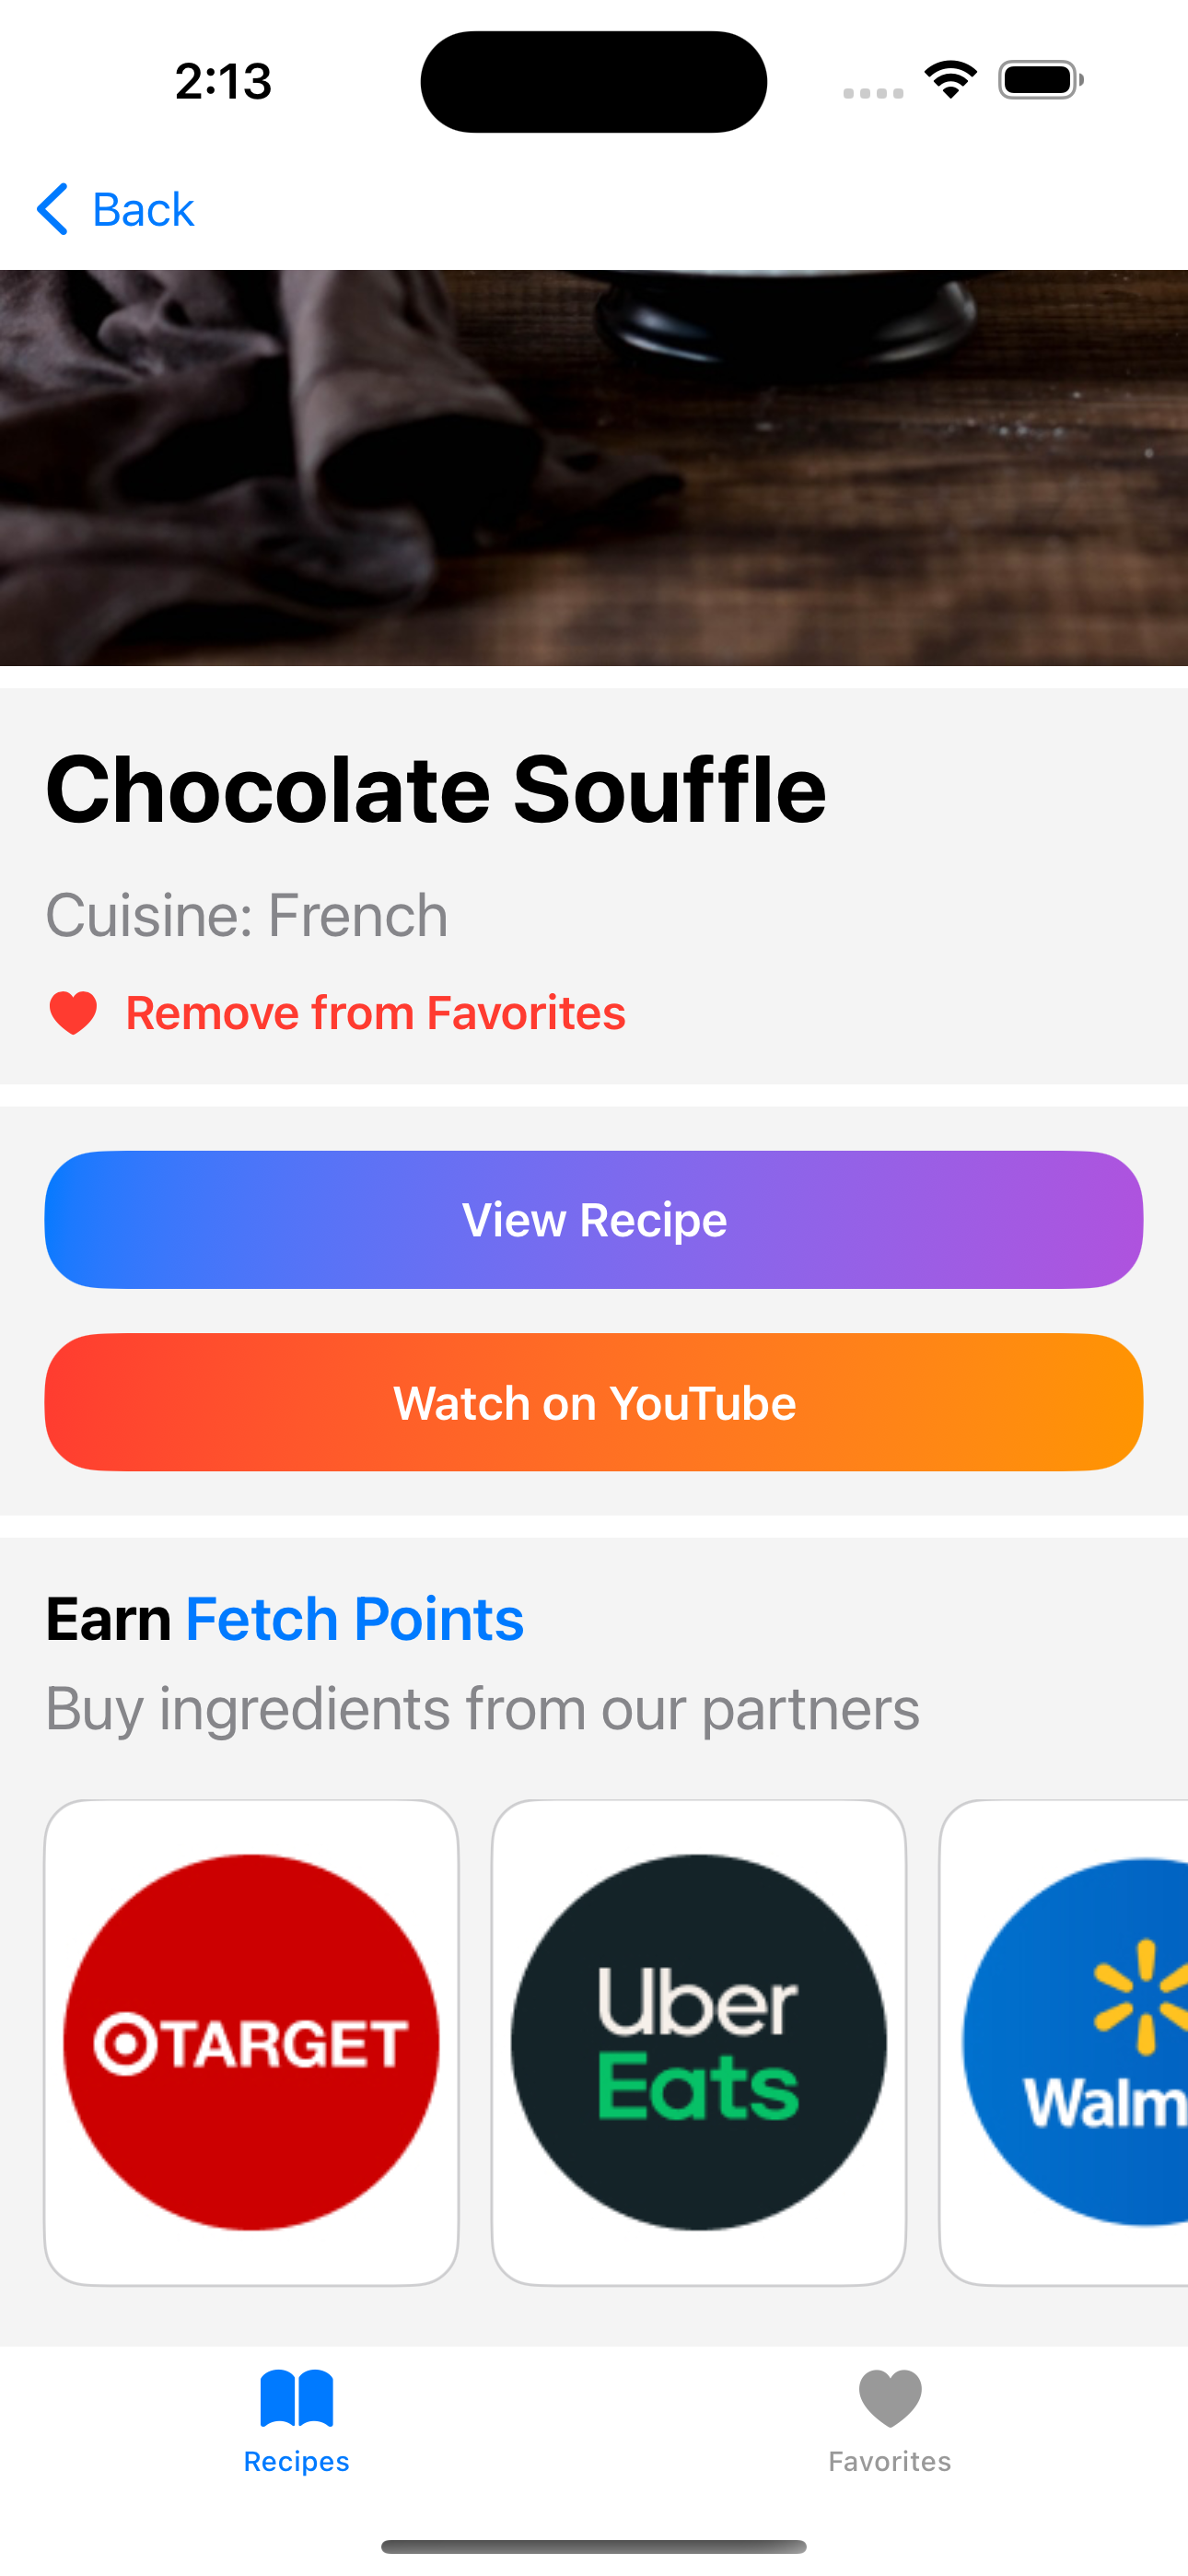 2:13
Back
Chocolate Souffle
Cuisine: French
Remove from Favorites
View Recipe
Watch on YouTube
Earn Fetch Points
Buy ingredients from our partners
TARGET
Uber
Eats
Walm
Recipes
Favorites